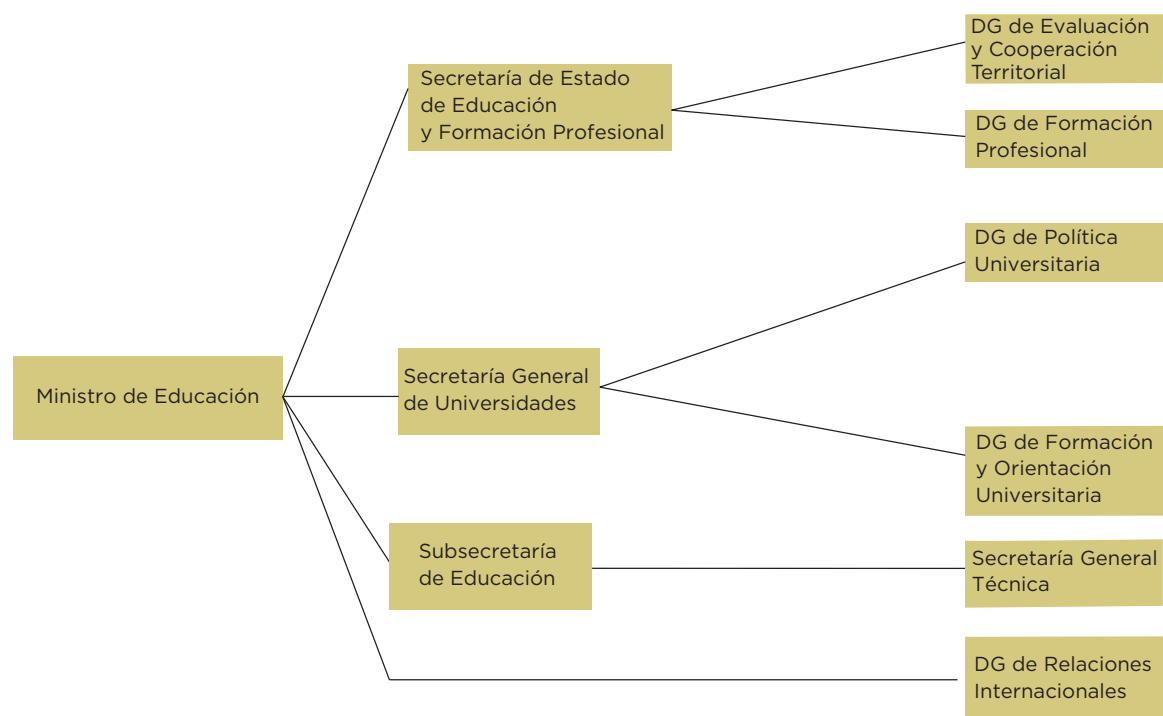 DG de Evaluación
y Cooperación
Territorial
Secretaría de Estado
de Educación
y Formación Profesional
DG de Formación
Profesional
DG de Política
Universitaria
Ministro de Educación
Secretaría General
de Universidades
DG de Formación
y Orientación
Universitaria
Subsecretaría
de Educación
Secretaría General
Técnica
DG de Relaciones
Internacionales